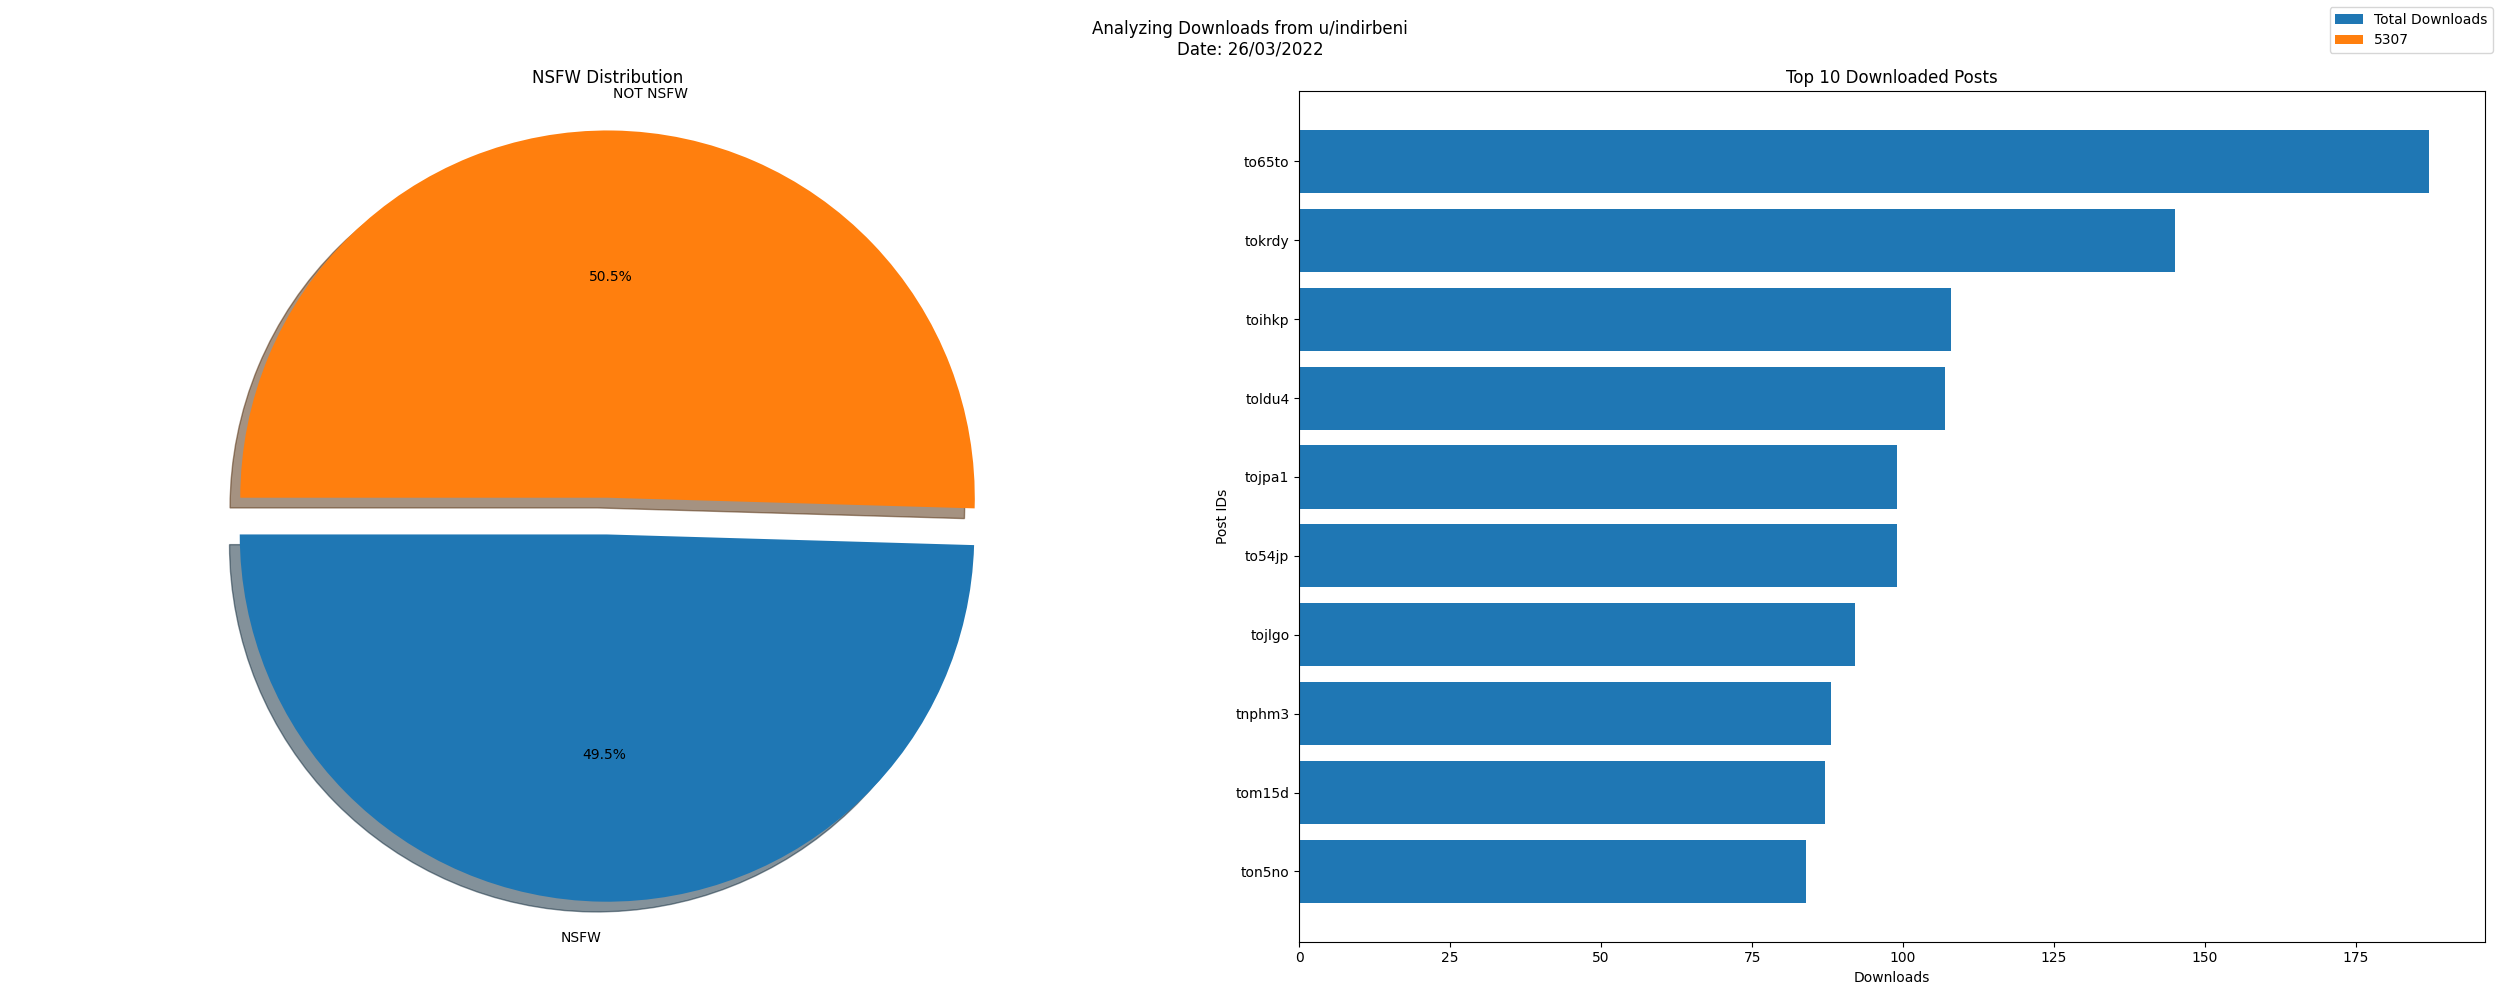 Analyzing Downloads from u/indirbeni
Date: 26/03/2022
Total Downloads
5307
NSFW Distribution
NOT NSFW
50.5%
49.5%
NSFW
Top 10 Downloaded Posts
Post IDs
to65to
tokrdy
toihkp
toldu4
tojpa1
to54jp
tojlgo
tnphm3
tom15d
ton5no
0 25 50 75 100 125 150 175
Downloads